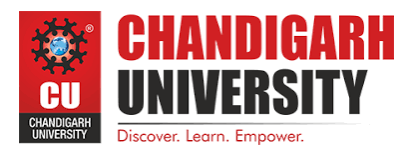 ®
CU
CHANDIGARH
UNIVERSITY
CHANDIGARH
UNIVERSITY
Discover. Learn. Empower.